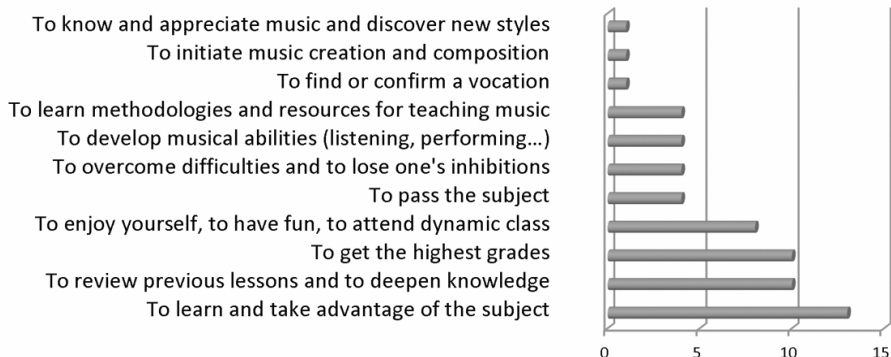 To know and appreciate music and discover new styles
To initiate music creation and composition
To find or confirm a vocation
To learn methodologies and resources for teaching music
To develop musical abilities (listening, performing...)
To overcome difficulties and to lose one's inhibitions
To pass the subject
To enjoy yourself, to have fun, to attend dynamic class
To get the highest grades
To review previous lessons and to deepen knowledge
To learn and take advantage of the subject
0 5 10 15